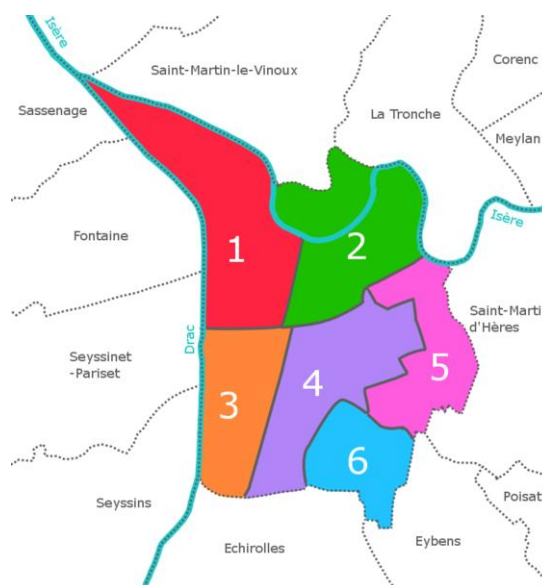 Isère
Saint-Martin-le-Vinoux
Corenc
Sassenage
La Tronche
Meylan
Isère
Fontaine
1
2
Saint-Marti
d'Hères
Drac
Seyssinet
-Pariset
5
4
3
6
Seyssins
Poisat
Echirolles
Eybens